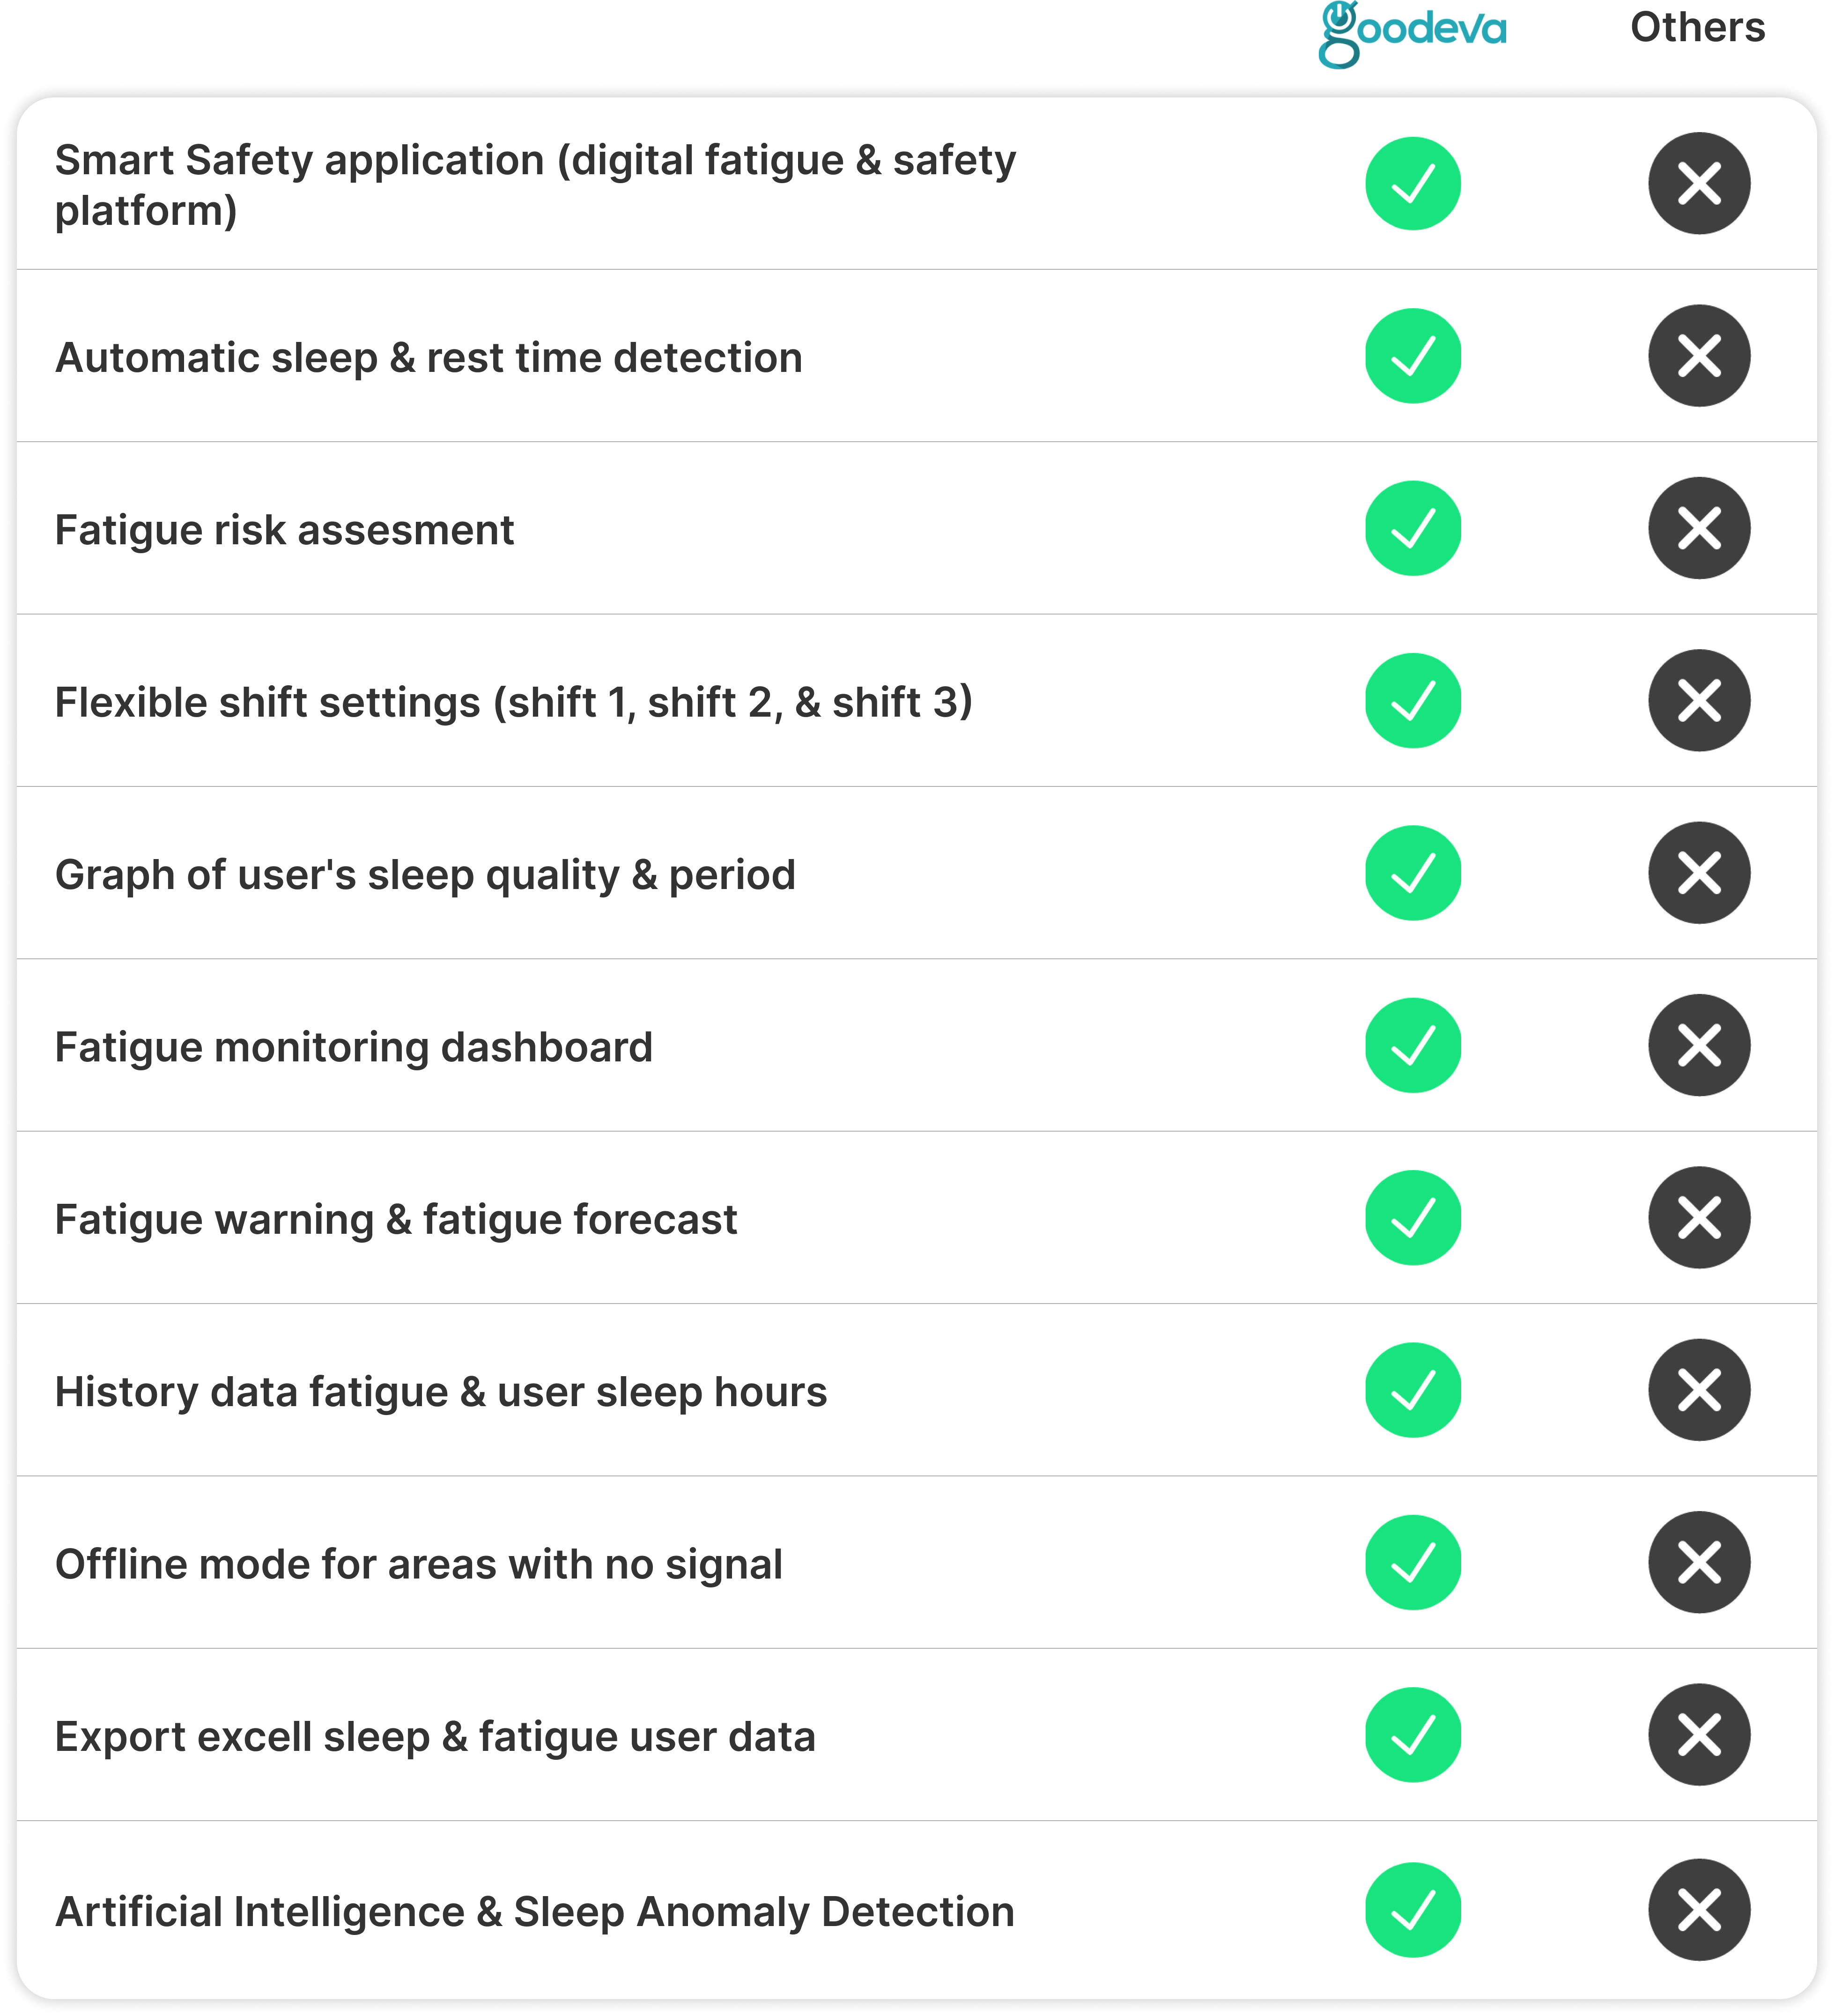 goodeva Others
Smart Safety application (digital fatigue & safety
platform)
Automatic sleep & rest time detection
Fatigue risk assesment
Flexible shift settings (shift 1, shift 2, & shift 3)
Graph of user's sleep quality & period
Fatigue monitoring dashboard
Fatigue warning & fatigue forecast
History data fatigue & user sleep hours
Offline mode for areas with no signal
Export excell sleep & fatigue user data
Artificial Intelligence & Sleep Anomaly Detection